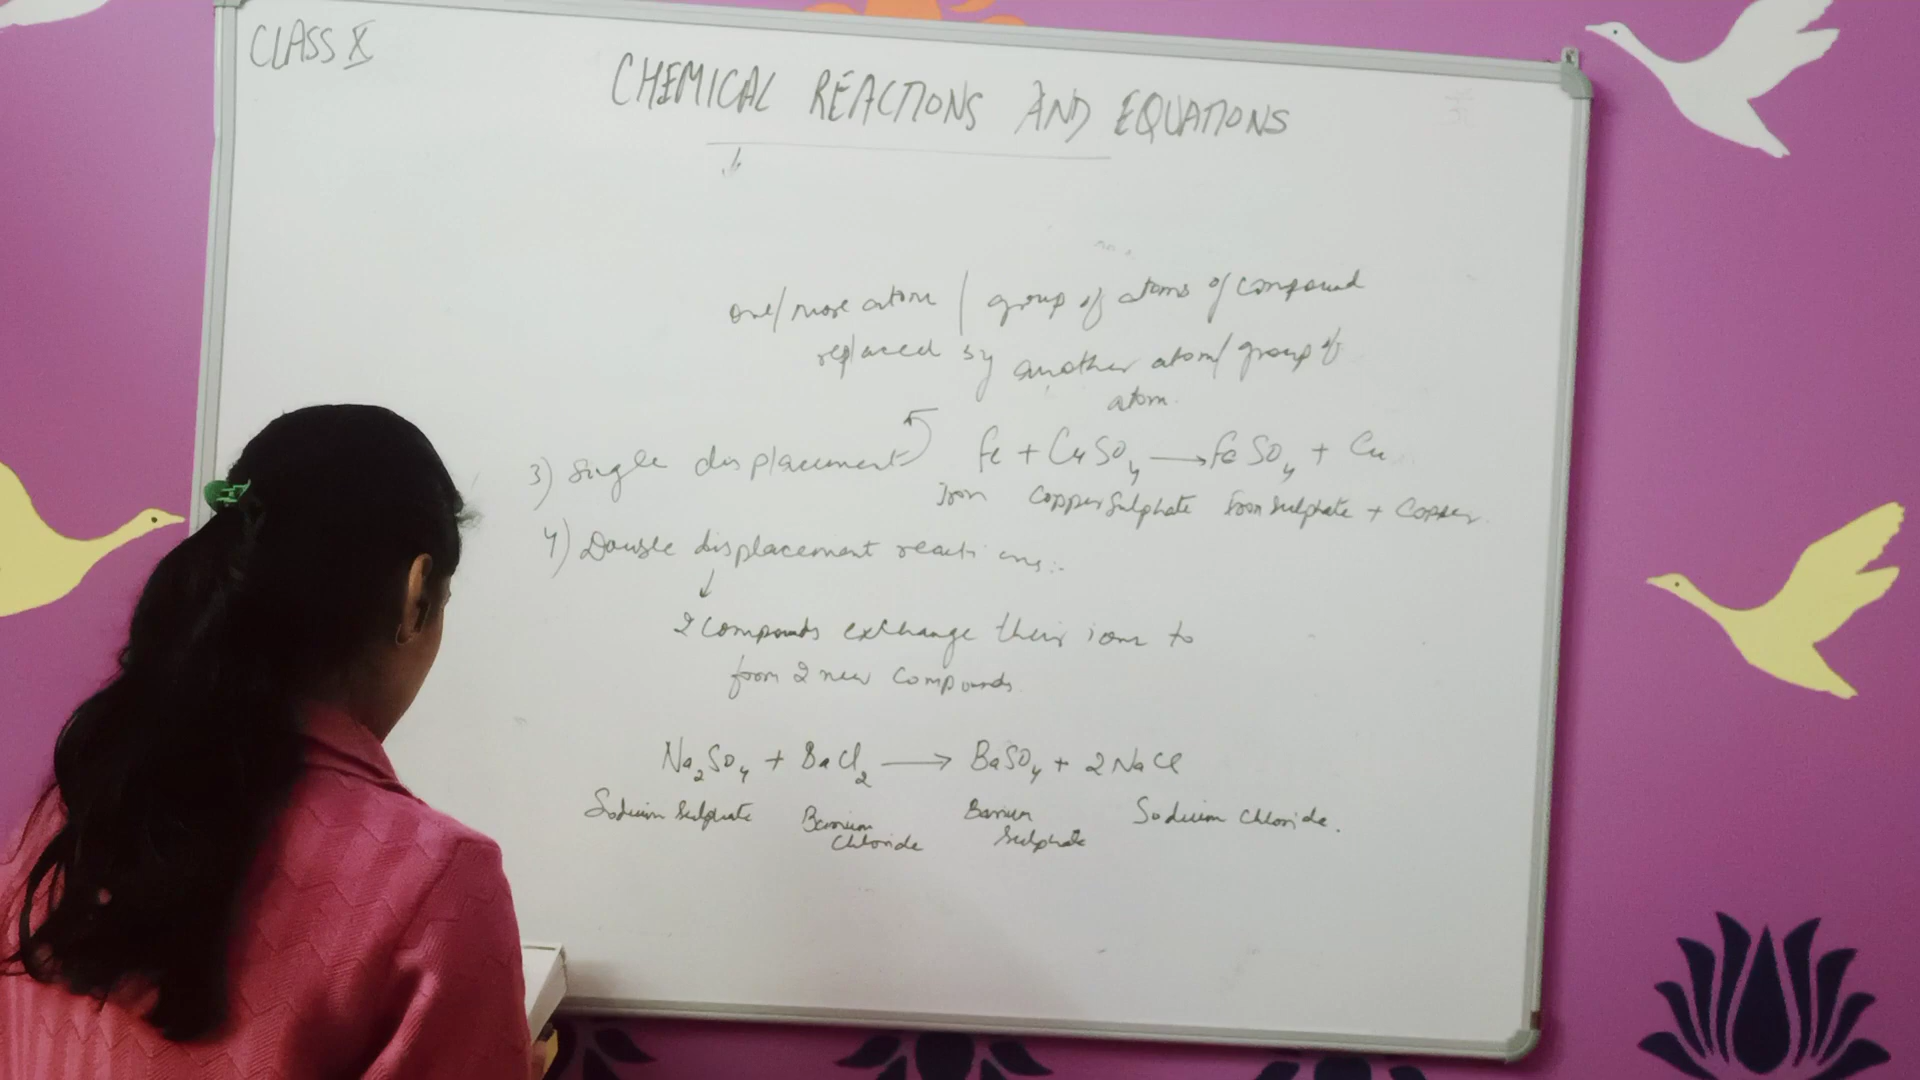 CLASS X
CHEMICAL REACTIONS AND EQUATIONS
one/more atom / group of atoms of compound
replaced by another atom/group of
atom.
3) Single displacement Fe + CuSO4 → FeSO4 + Cu
Iron Copper Sulphate Iron Sulphate + Copper
4) Double displacement reactions:-
↓
2 compounds exchange their ions to
form 2 new compounds.
Na2SO4 + BaCl2 → BaSO4 + 2NaCl
Sodium Sulphate Barium Chloride Barium Sulphate Sodium Chloride.